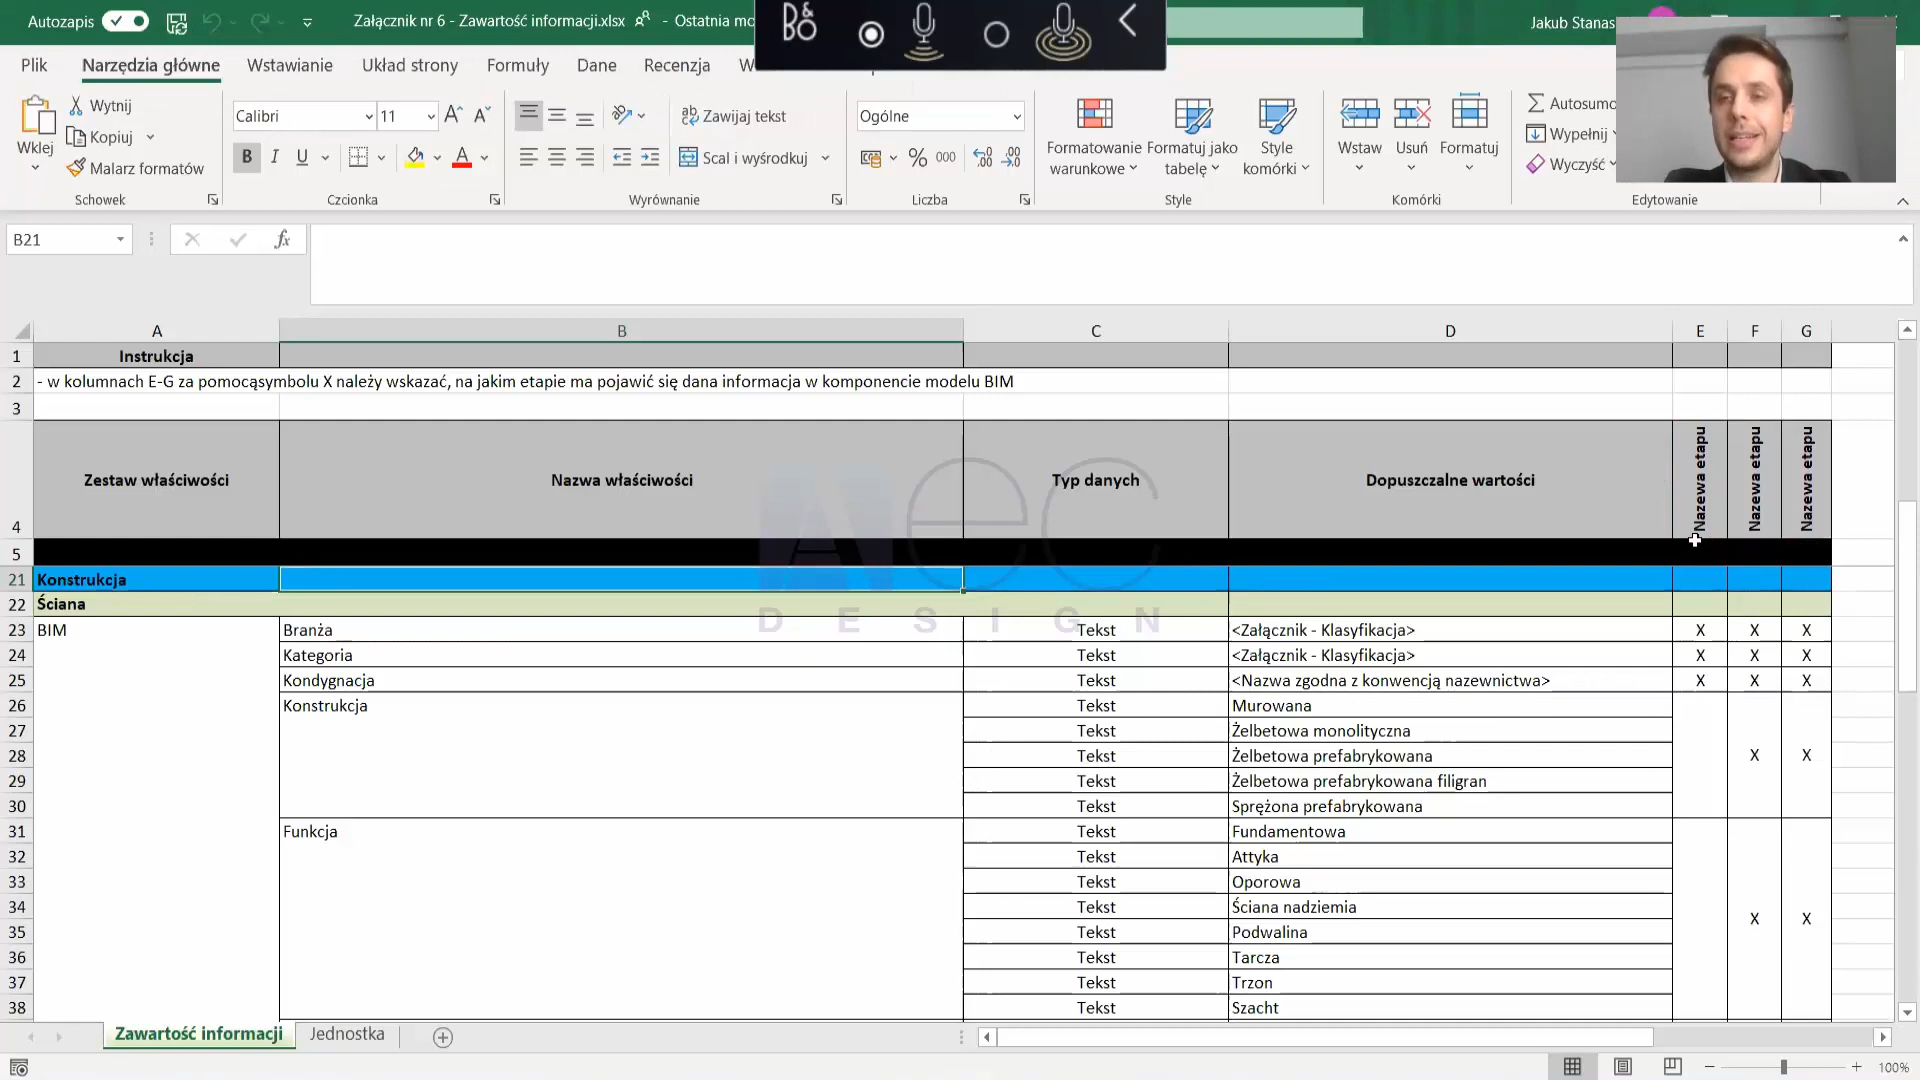 Autozapis
Załącznik nr 6 - Zawartość informacji.xlsx
- Ostatnia mo
B&O
Jakub Stanas
Plik
Narzędzia główne
Wstawianie
Układ strony
Formuły
Dane
Recenzja
W
Wklej
Wytnij
Kopiuj
Malarz formatów
Schowek
Calibri
11
B
I
U
A
Czcionka
Zawijaj tekst
Scal i wyśrodkuj
Wyrównanie
Ogólne
%
000
Liczba
Formatowanie
warunkowe
Formatuj jako
tabelę
Style
komórki
Style
Wstaw
Usuń
Formatuj
Komórki
Autosumo
Wypełnij
Wyczyść
Edytowanie
B21
fx
A B C D E F G
1 Instrukcja
2 - w kolumnach E-G za pomocąsymbolu X należy wskazać, na jakim etapie ma pojawić się dana informacja w komponencie modelu BIM
3
4 Zestaw właściwości Nazwa właściwości Typ danych Dopuszczalne wartości Nazewa etapu Nazewa etapu Nazewa etapu
5
21 Konstrukcja
22 Ściana
23 BIM Branża Tekst <Załącznik - Klasyfikacja> X X X
24 Kategoria Tekst <Załącznik - Klasyfikacja> X X X
25 Kondygnacja Tekst <Nazwa zgodna z konwencją nazewnictwa> X X X
26 Konstrukcja Tekst Murowana
27 Tekst Żelbetowa monolityczna
28 Tekst Żelbetowa prefabrykowana X X
29 Tekst Żelbetowa prefabrykowana filigran
30 Tekst Sprężona prefabrykowana
31 Funkcja Tekst Fundamentowa
32 Tekst Attyka
33 Tekst Oporowa
34 Tekst Ściana nadziemia X X
35 Tekst Podwalina
36 Tekst Tarcza
37 Tekst Trzon
38 Tekst Szacht
Aec
DESIGN
Zawartość informacji
Jednostka
100%